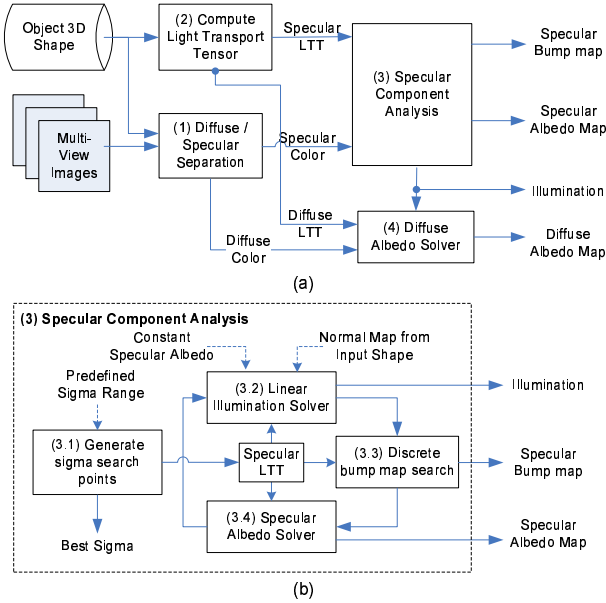 Object 3D
Shape
(2) Compute
Light Transport
Tensor
Specular
LTT
(3) Specular
Component
Analysis
Specular
Bump map
Specular
Albedo Map
Multi-
View
Images
(1) Diffuse /
Specular
Separation
Specular
Color
Illumination
Diffuse
LTT
Diffuse
Color
(4) Diffuse
Albedo Solver
Diffuse
Albedo Map
(a)
(3) Specular Component Analysis
Constant
Specular Albedo
Normal Map from
Input Shape
Predefined
Sigma Range
(3.2) Linear
Illumination Solver
Illumination
(3.1) Generate
sigma search
points
Specular
LTT
(3.3) Discrete
bump map search
Specular
Bump map
(3.4) Specular
Albedo Solver
Best Sigma
Specular
Albedo Map
(b)